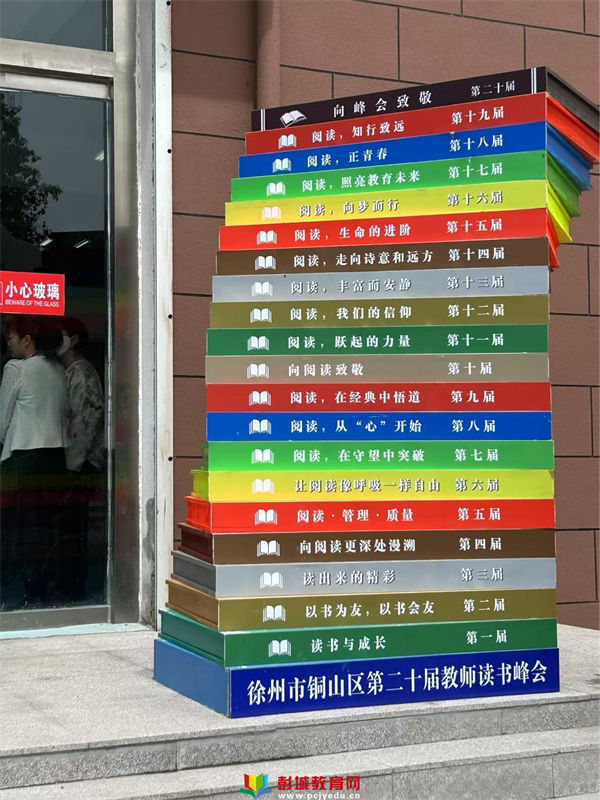 向峰会致敬 第二十届
阅读，知行致远 第十九届
阅读，正青春 第十八届
阅读，照亮教育未来 第十七届
阅读，向梦而行 第十六届
阅读，生命的进阶 第十五届
阅读，走向诗意和远方 第十四届
阅读，丰富而安静 第十三届
阅读，我们的信仰 第十二届
阅读，跃起的力量 第十一届
向阅读致敬 第十届
阅读，在经典中悟道 第九届
阅读，从“心”开始 第八届
阅读，在守望中突破 第七届
让阅读像呼吸一样自由 第六届
阅读·管理·质量 第五届
向阅读更深处漫溯 第四届
读出来的精彩 第三届
以书为友，以书会友 第二届
读书与成长 第一届
徐州市铜山区第二十届教师读书峰会
小心玻璃
BEWARE OF THE GLASS
彭城教育网
www.pcjyedu.cn